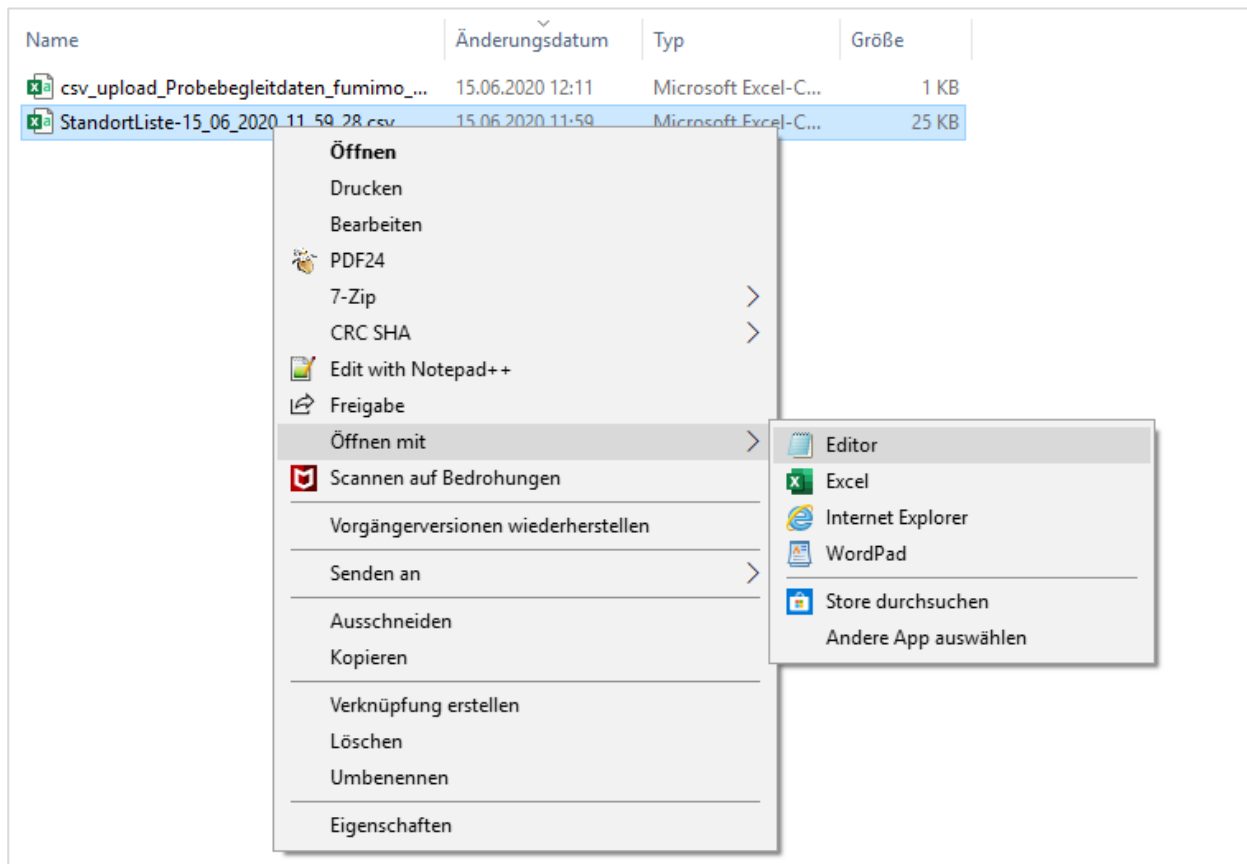 Name Änderungsdatum Typ Größe
csv_upload_Probebegleitdaten_fumimo_... 15.06.2020 12:11 Microsoft Excel-C... 1 KB
StandortListe-15_06_2020_11_59_28.csv 15.06.2020 11:59 Microsoft Excel-C... 25 KB
Öffnen
Drucken
Bearbeiten
PDF24
7-Zip
CRC SHA
Edit with Notepad++
Freigabe
Öffnen mit
Scannen auf Bedrohungen
Vorgängerversionen wiederherstellen
Senden an
Ausschneiden
Kopieren
Verknüpfung erstellen
Löschen
Umbenennen
Eigenschaften
Editor
Excel
Internet Explorer
WordPad
Store durchsuchen
Andere App auswählen